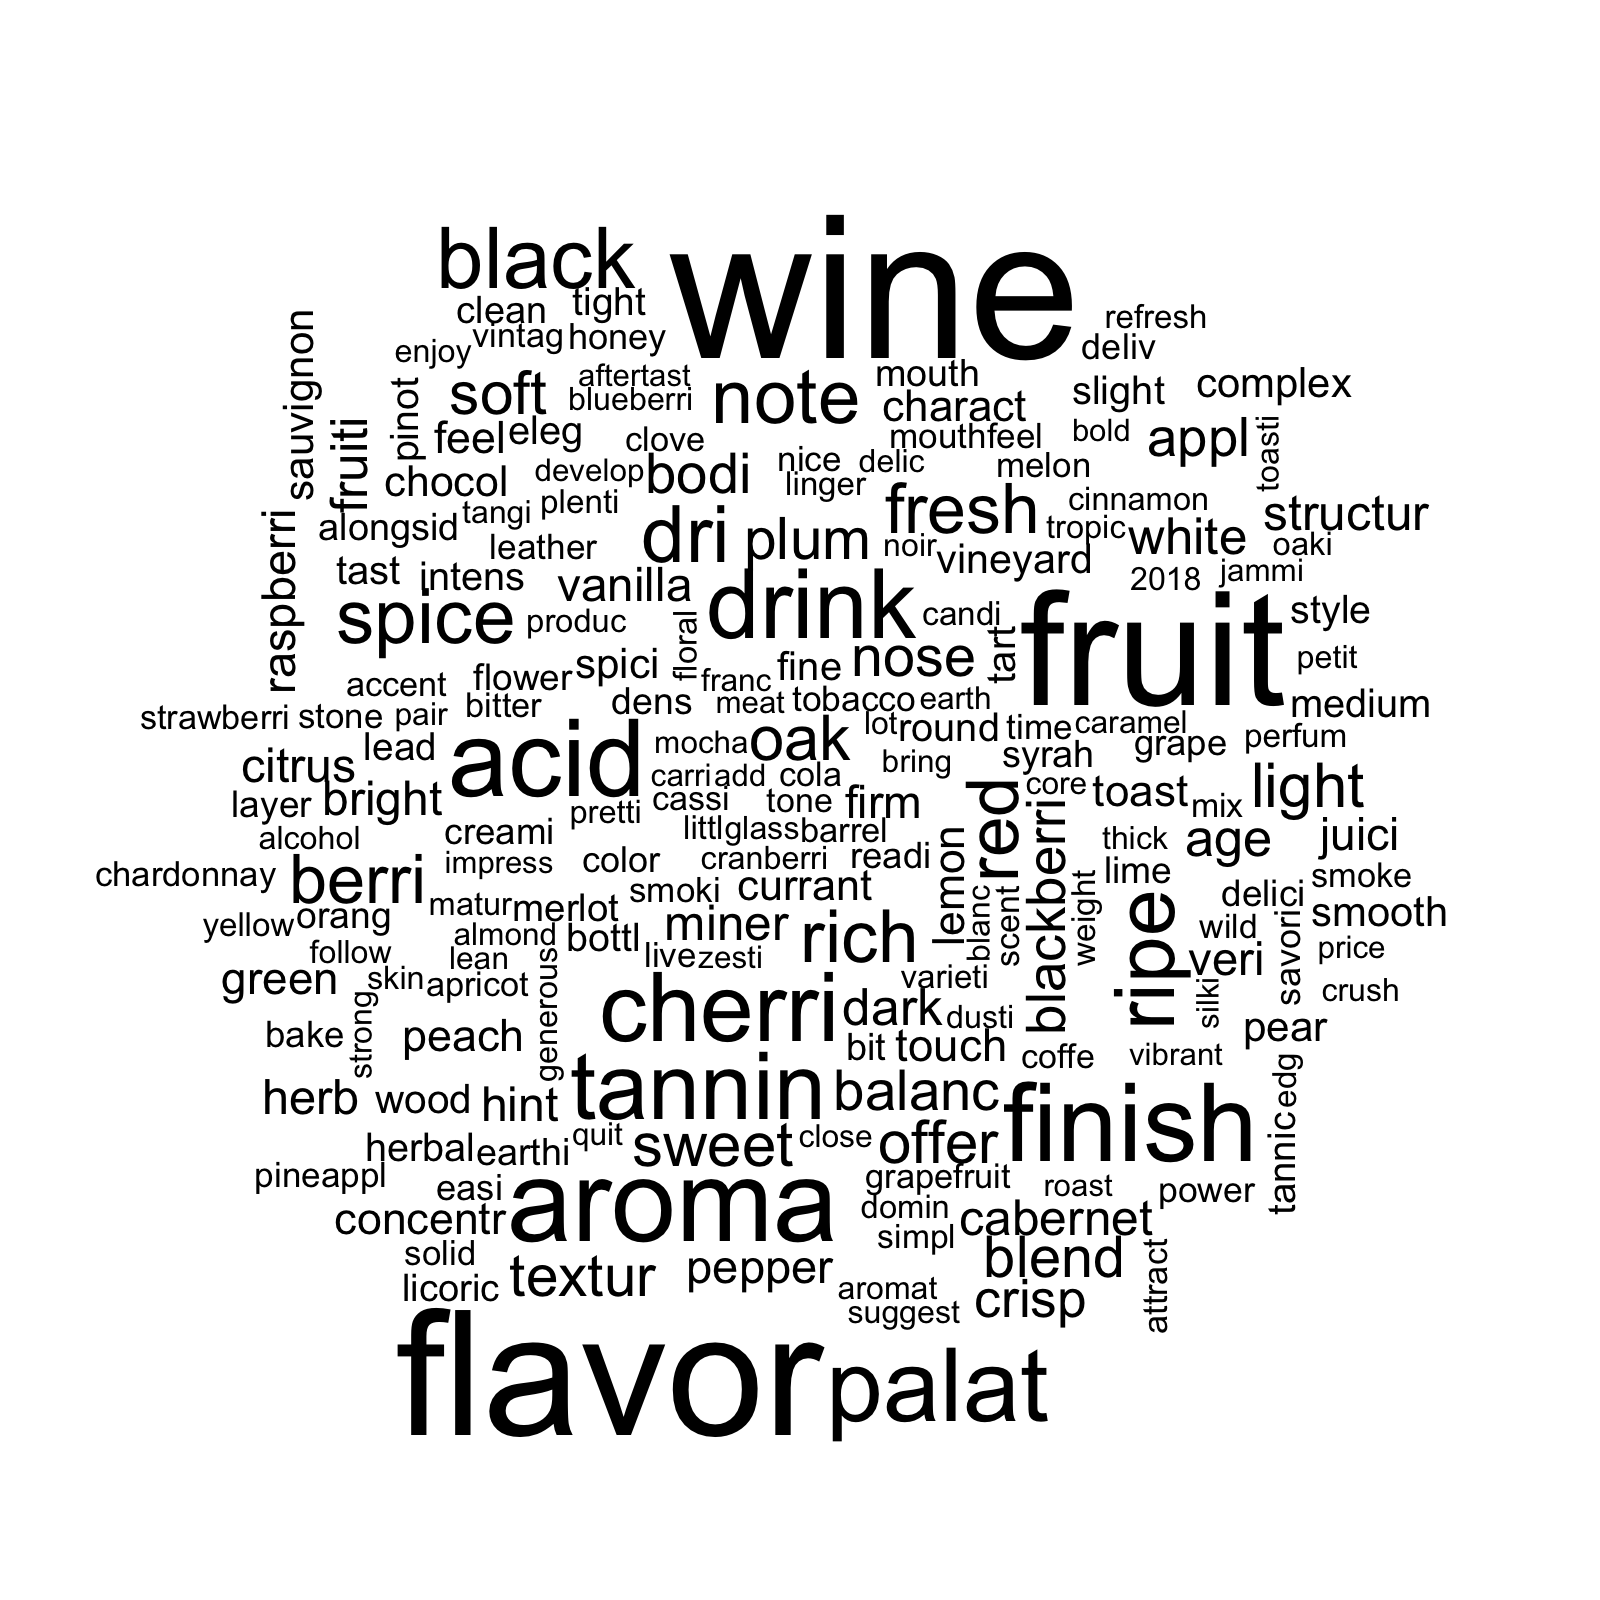 wine
black
clean
tight
refresh
vintag
honey
enjoy
deliv
sauvignon
pinot
soft
aftertast
blueberri
note
mouth
charact
slight
complex
fruiti
feel
eleg
clove
mouthfeel
bold
appl
toasti
chocol
develop
bodi
nice
delic
linger
melon
raspberri
alongsid
tangi
plenti
fresh
cinnamon
structur
leather
dri
plum
noir
tropic
white
oaki
vineyard
tast
intens
vanilla
drink
2018
jammi
spice
produc
floral
candi
tart
fruit
style
accent
flower
spici
franc
fine
nose
petit
strawberri
stone
pair
bitter
dens
meat
tobacco
earth
medium
citrus
lead
acid
mocha
oak
lot
round
time
caramel
syrah
grape
perfum
layer
bright
pretti
carri
add
cola
bring
cassi
tone
firm
red
core
toast
mix
light
alcohol
creami
littl
glass
barrel
blackberri
thick
age
juici
chardonnay
berri
impress
color
cranberri
readi
lemon
lime
smoke
yellow
orang
matur
merlot
smoki
currant
blanc
scent
weight
ripe
delici
smooth
follow
almond
bottl
miner
rich
wild
savori
price
green
skin
lean
apricot
live
zesti
varieti
veri
silki
crush
bake
strong
peach
generous
cherri
dark
dusti
pear
bit
touch
coffe
vibrant
herb
wood
hint
tannin
balanc
finish
edg
tannic
herbal
earthi
quit
sweet
close
offer
pineappl
easi
aroma
grapefruit
roast
power
concentr
domin
cabernet
solid
simpl
blend
attract
licoric
textur
pepper
aromat
suggest
crisp
flavor
palat